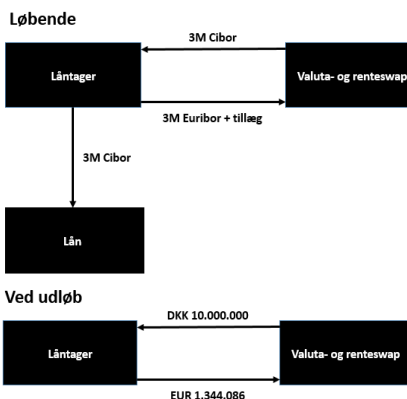 Løbende
3M Cibor
Låntager
Valuta- og renteswap
3M Euribor + tillæg
3M Cibor
Lån
Ved udløb
DKK 10.000.000
Låntager
Valuta- og renteswap
EUR 1.344.086